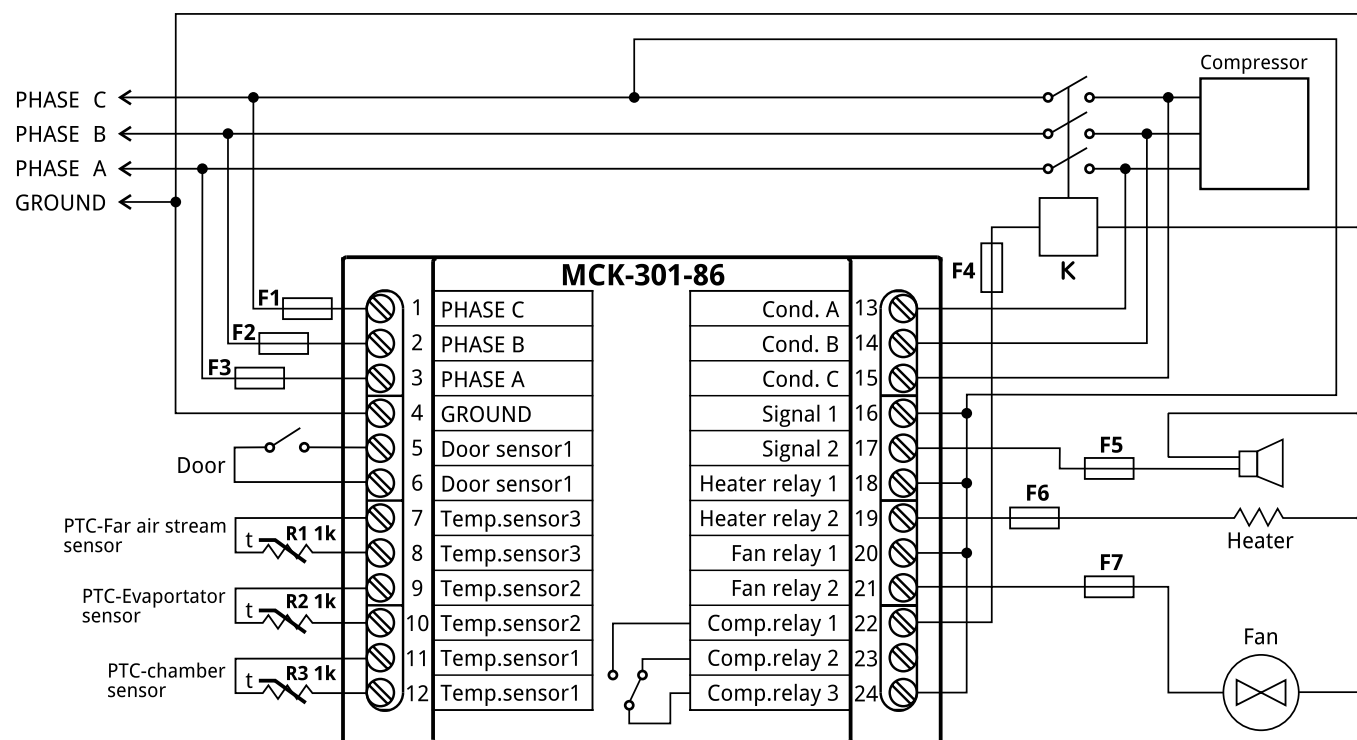 Compressor
PHASE C
PHASE B
PHASE A
GROUND
K
F4
MCK-301-86
F1
F2
F3
1 PHASE C
2 PHASE B
3 PHASE A
4 GROUND
5 Door sensor1
6 Door sensor1
7 Temp.sensor3
8 Temp.sensor3
9 Temp.sensor2
10 Temp.sensor2
11 Temp.sensor1
12 Temp.sensor1
Cond. A 13
Cond. B 14
Cond. C 15
Signal 1 16
Signal 2 17
Heater relay 1 18
Heater relay 2 19
Fan relay 1 20
Fan relay 2 21
Comp.relay 1 22
Comp.relay 2 23
Comp.relay 3 24
Door
PTC-Far air stream
sensor
t R1 1k
PTC-Evaportator
sensor
t R2 1k
PTC-chamber
sensor
t R3 1k
F5
F6
Heater
F7
Fan